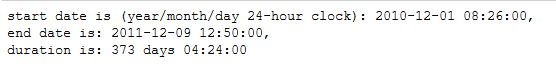 start date is (year/month/day 24-hour clock): 2010-12-01 08:26:00,
end date is: 2011-12-09 12:50:00,
duration is: 373 days 04:24:00